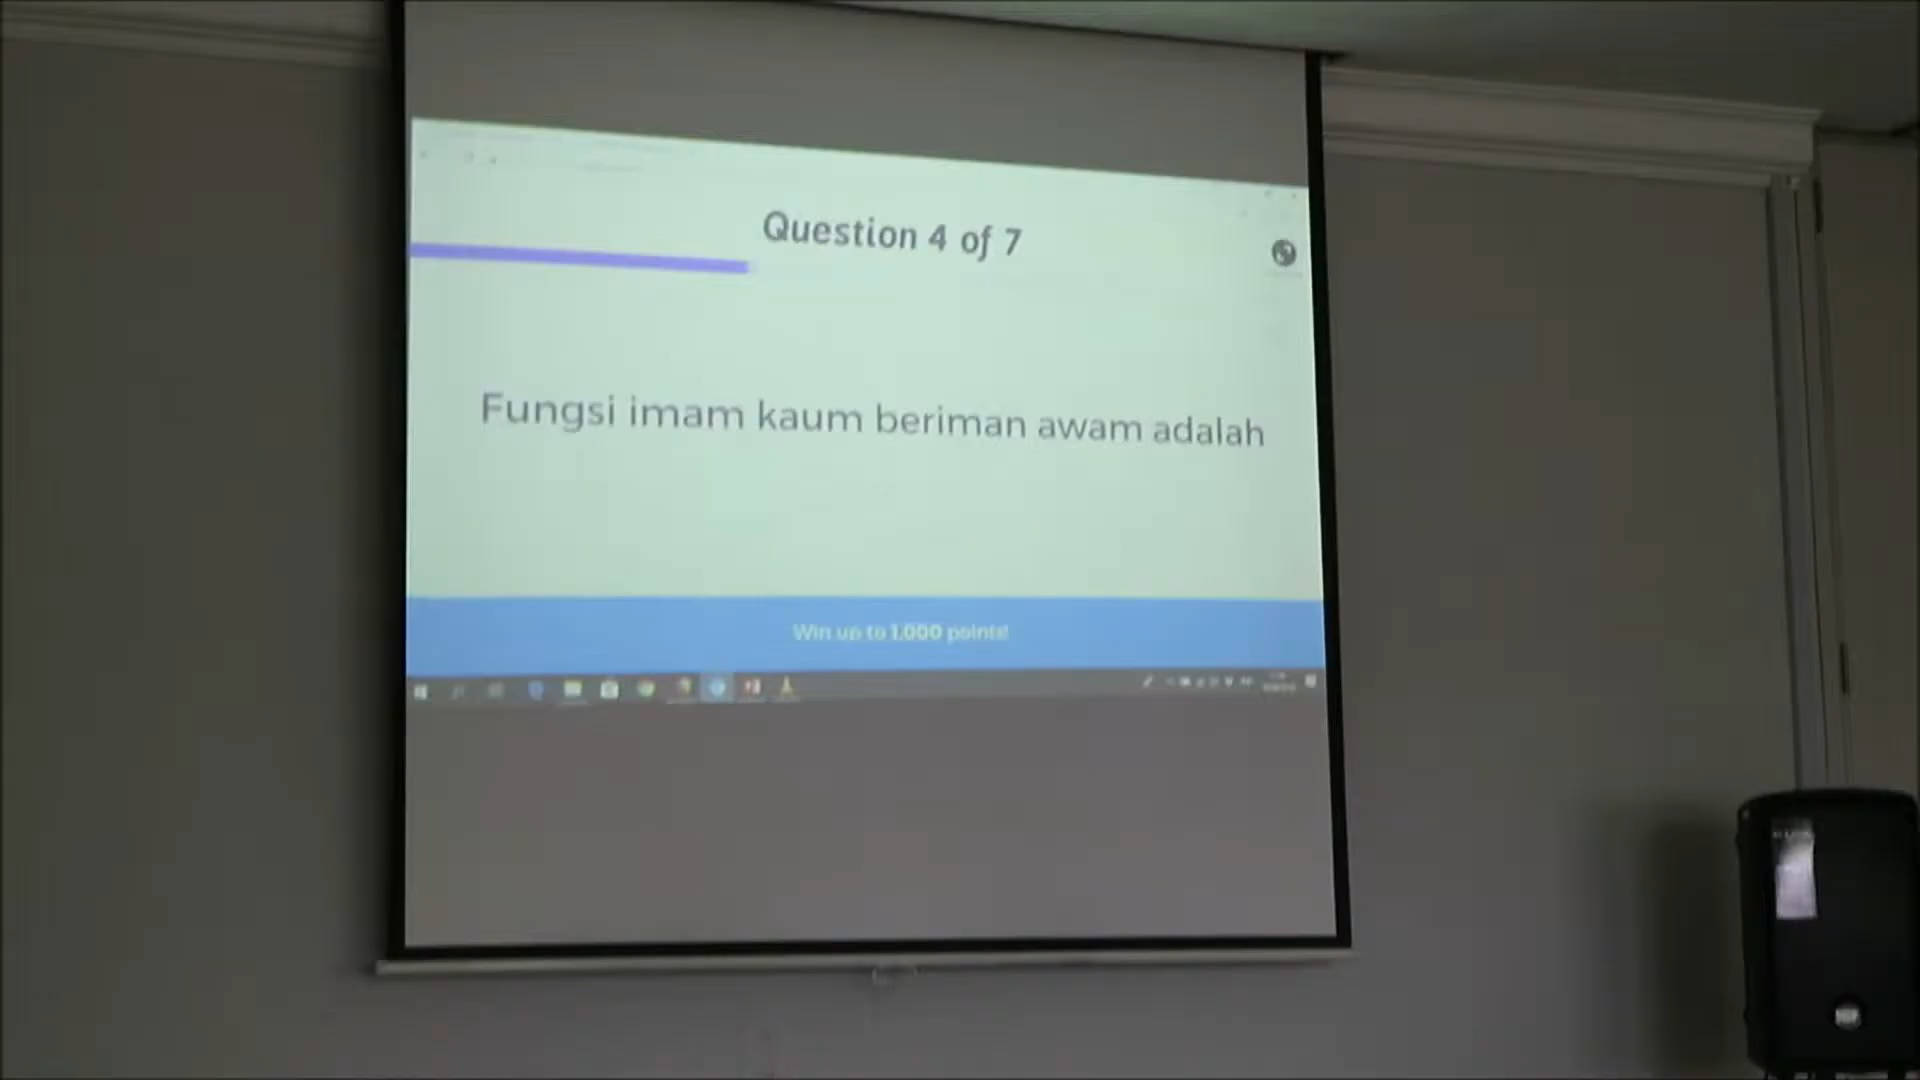 Question 4 of 7
Fungsi imam kaum beriman awam adalah
Win up to 1,000 points!